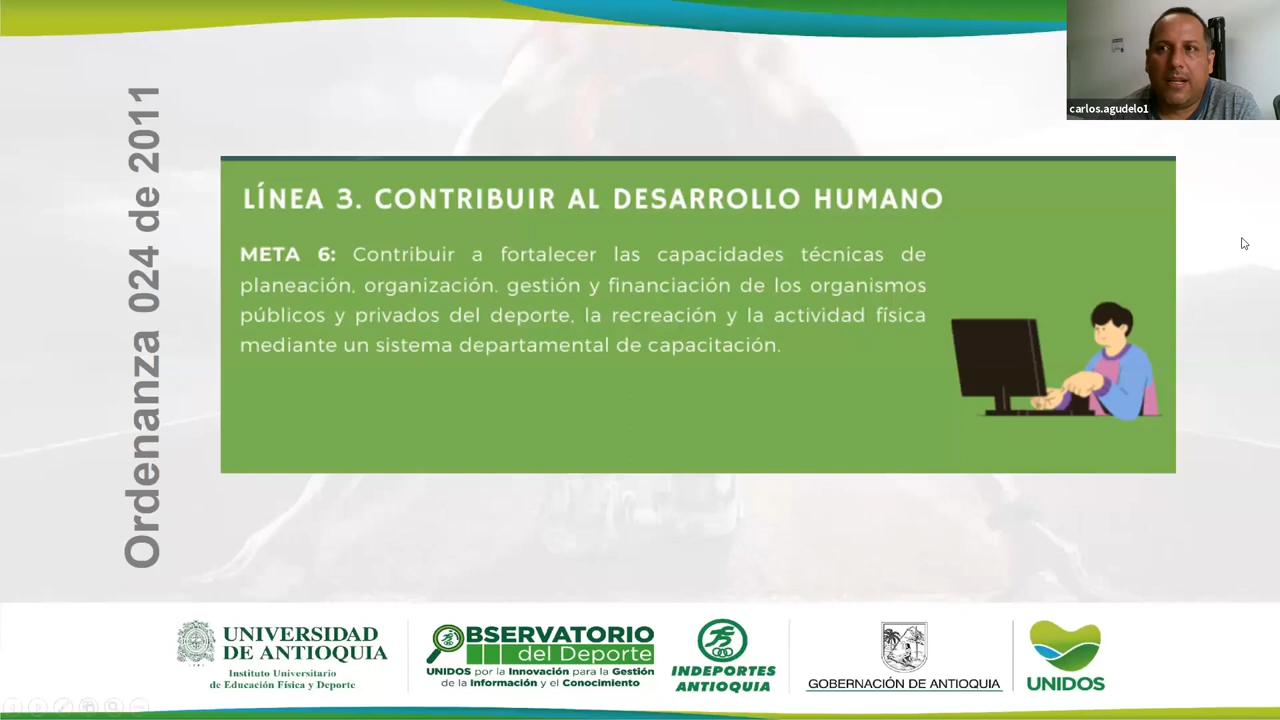 carlos.agudelo1
Ordenanza 024 de 2011
LÍNEA 3. CONTRIBUIR AL DESARROLLO HUMANO
META 6: Contribuir a fortalecer las capacidades técnicas de
planeación, organización. gestión y financiación de los organismos
públicos y privados del deporte, la recreación y la actividad física
mediante un sistema departamental de capacitación.
UNIVERSIDAD
DE ANTIOQUIA
Instituto Universitario
de Educación Física y Deporte
OBSERVATORIO
del Deporte
UNIDOS por la Innovación para la Gestión
de la Información y el Conocimiento
INDEPORTES
ANTIOQUIA
GOBERNACIÓN DE ANTIOQUIA
UNIDOS